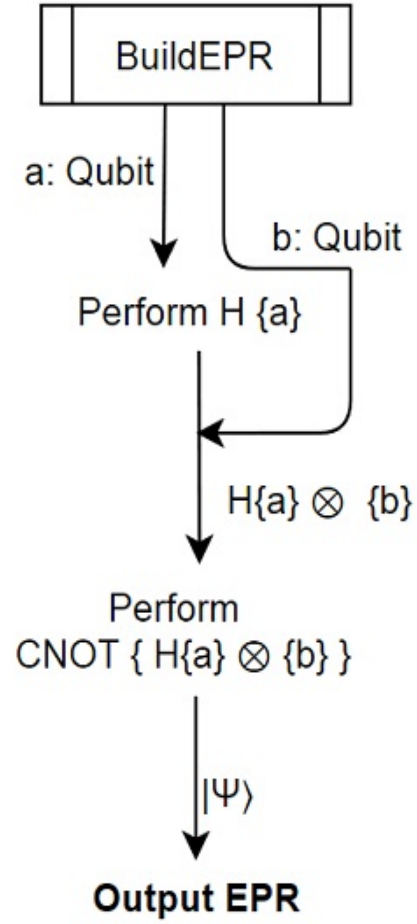 BuildEPR
a: Qubit
b: Qubit
Perform H {a}
H{a} ⊗ {b}
Perform
CNOT { H{a} ⊗ {b} }
|Ψ⟩
Output EPR